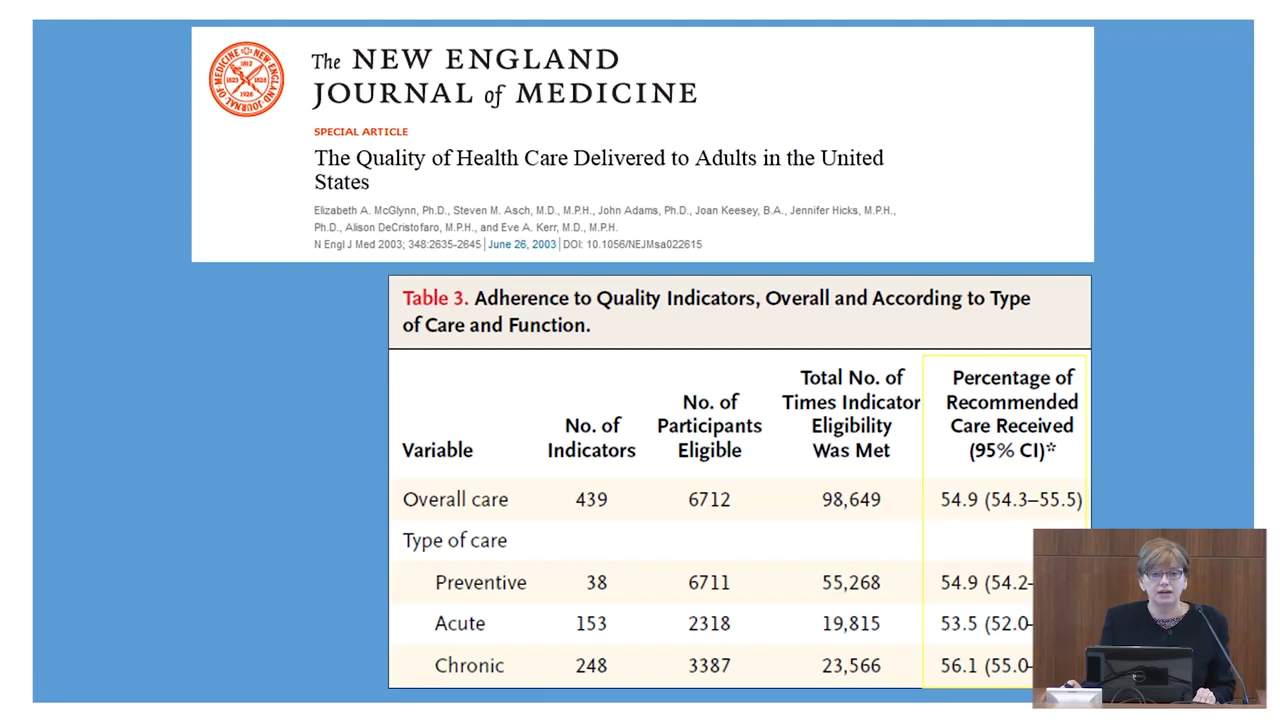 The NEW ENGLAND
JOURNAL of MEDICINE
SPECIAL ARTICLE
The Quality of Health Care Delivered to Adults in the United
States
Elizabeth A. McGlynn, Ph.D., Steven M. Asch, M.D., M.P.H., John Adams, Ph.D., Joan Keesey, B.A., Jennifer Hicks, M.P.H.,
Ph.D., Alison DeCristofaro, M.P.H., and Eve A. Kerr, M.D., M.P.H.
N Engl J Med 2003; 348:2635-2645 | June 26, 2003 | DOI: 10.1056/NEJMsa022615
Table 3. Adherence to Quality Indicators, Overall and According to Type
of Care and Function.
Variable
No. of
Indicators
No. of
Participants
Eligible
Total No. of
Times Indicator
Eligibility
Was Met
Percentage of
Recommended
Care Received
(95% CI)*
Overall care 439 6712 98,649 54.9 (54.3–55.5)
Type of care
Preventive 38 6711 55,268 54.9 (54.2–
Acute 153 2318 19,815 53.5 (52.0–
Chronic 248 3387 23,566 56.1 (55.0–